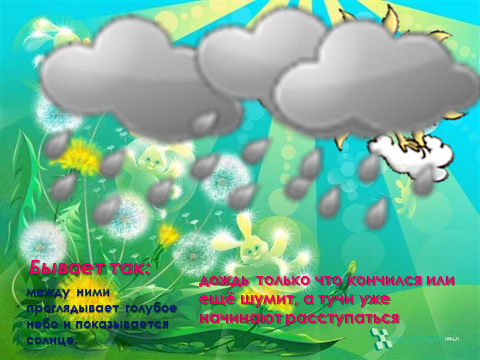 Бывает так:
между ними
проглядывает голубое
небо и показывается
солнце.
дождь только что кончился или
ещё шумит, а тучи уже
начинают расступаться